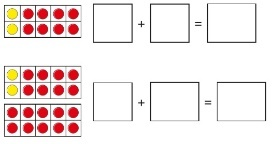 + =
+ =